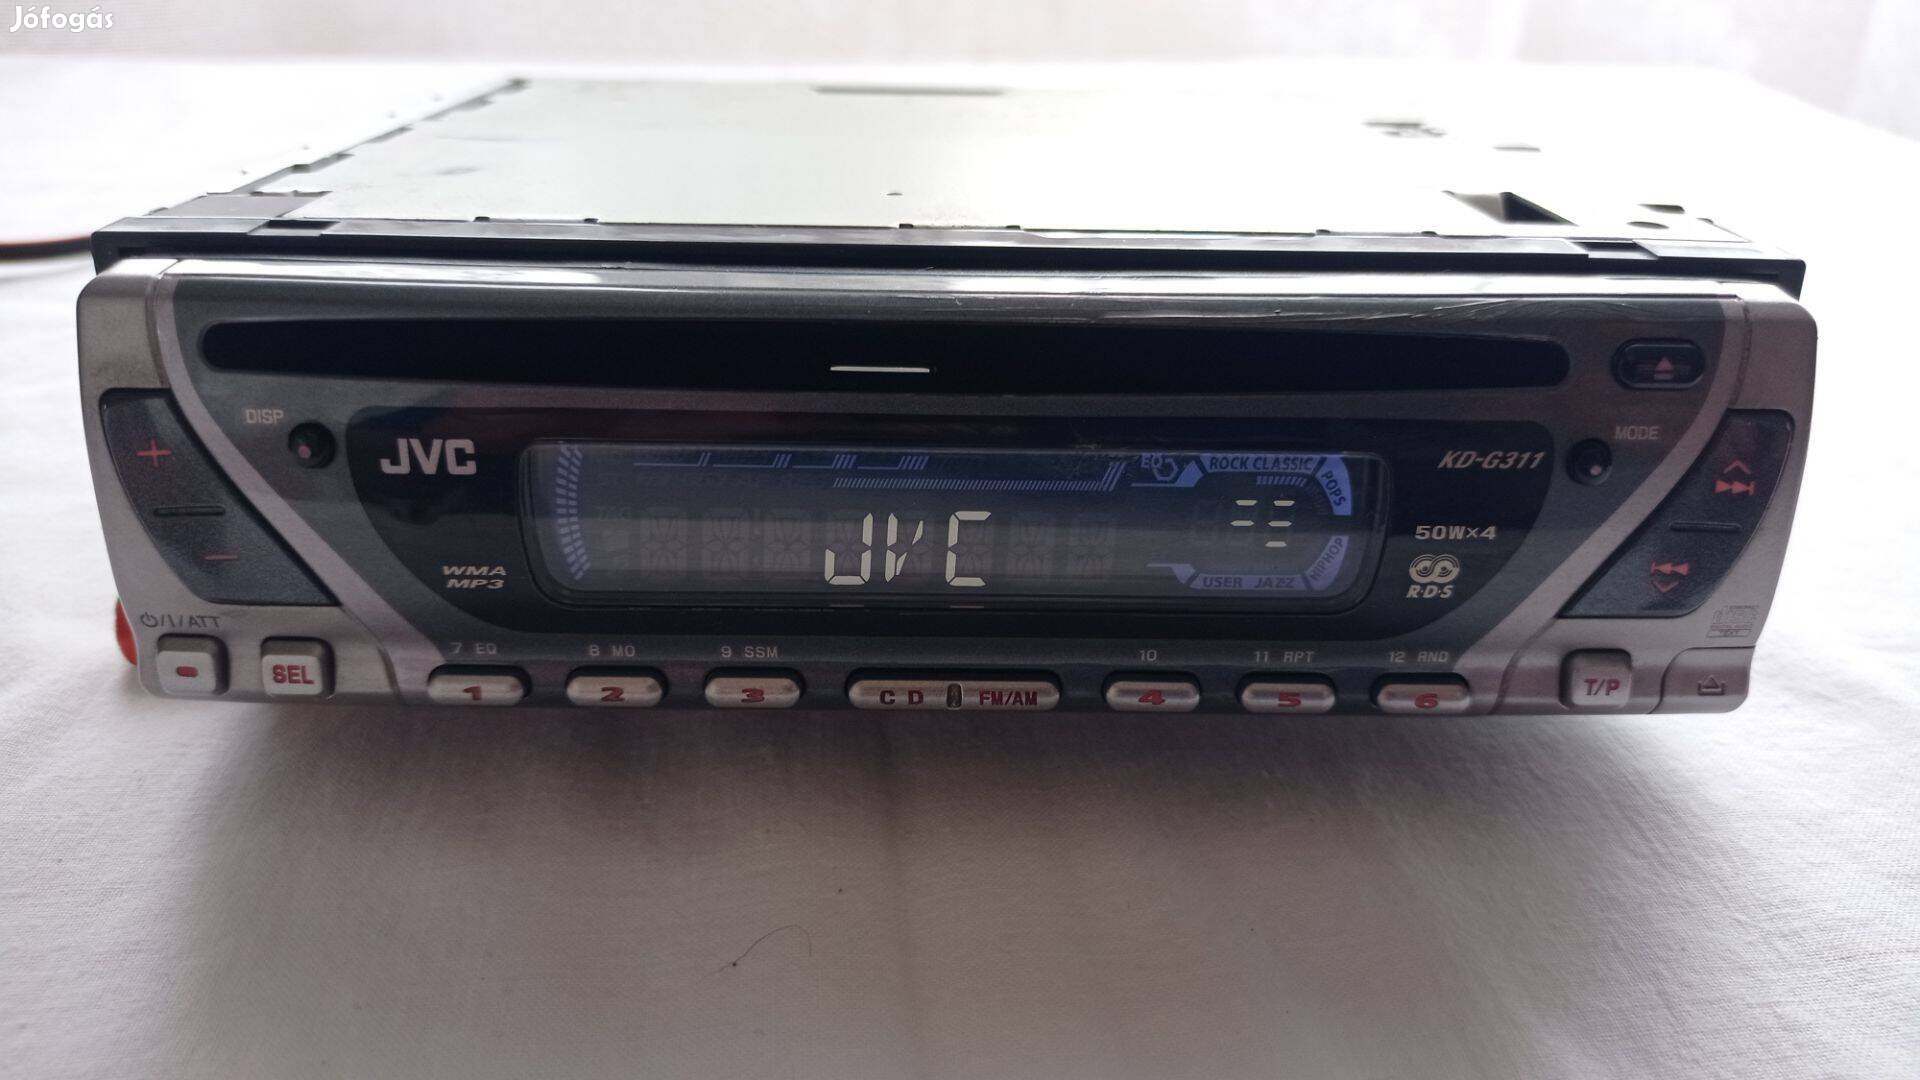 Jófogás
DISP
JVC
KD-G311
MODE
EQ
ROCK CLASSIC
POPS
HIPHOP
USER JAZZ
JVC
50W×4
WMA
MP3
R·D·S
TEXT
/ATT
SEL
7 EQ
8 MO
9 SSM
10
11 RPT
12 RND
1
2
3
CD
FM/AM
4
5
6
T/P